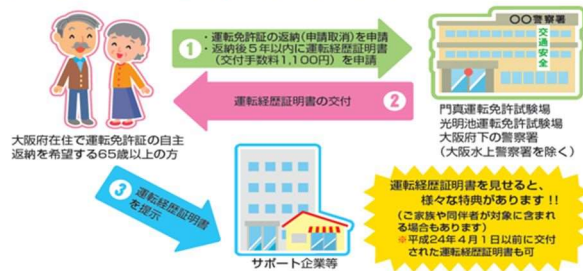 1
・運転免許証の返納(申請取消)を申請
・返納後5年以内に運転経歴証明書
(交付手数料1,100円)を申請
〇〇警察署
交通安全
運転経歴証明書の交付
2
大阪府在住で運転免許証の自主
返納を希望する65歳以上の方
門真運転免許試験場
光明池運転免許試験場
大阪府下の警察署
(大阪水上警察署を除く)
3
運転経歴証明書
を提示
サポート企業等
運転経歴証明書を見せると、
様々な特典があります!!
(ご家族や同伴者が対象に含まれ
る場合もあります)
※平成24年4月1日以前に交付
された運転経歴証明書も可